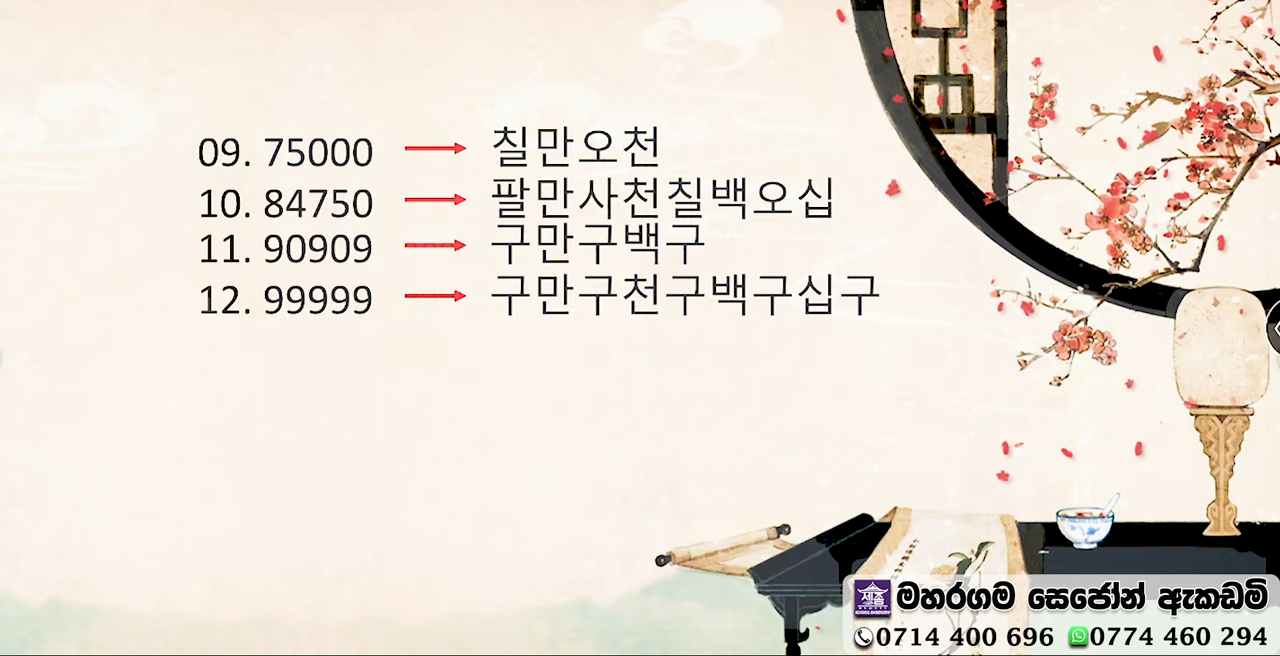 09. 75000 → 칠만오천
10. 84750 → 팔만사천칠백오십
11. 90909 → 구만구백구
12. 99999 → 구만구천구백구십구
세종
මහරගම සෙජෝන් ඇකඩමි
0714 400 696 0774 460 294